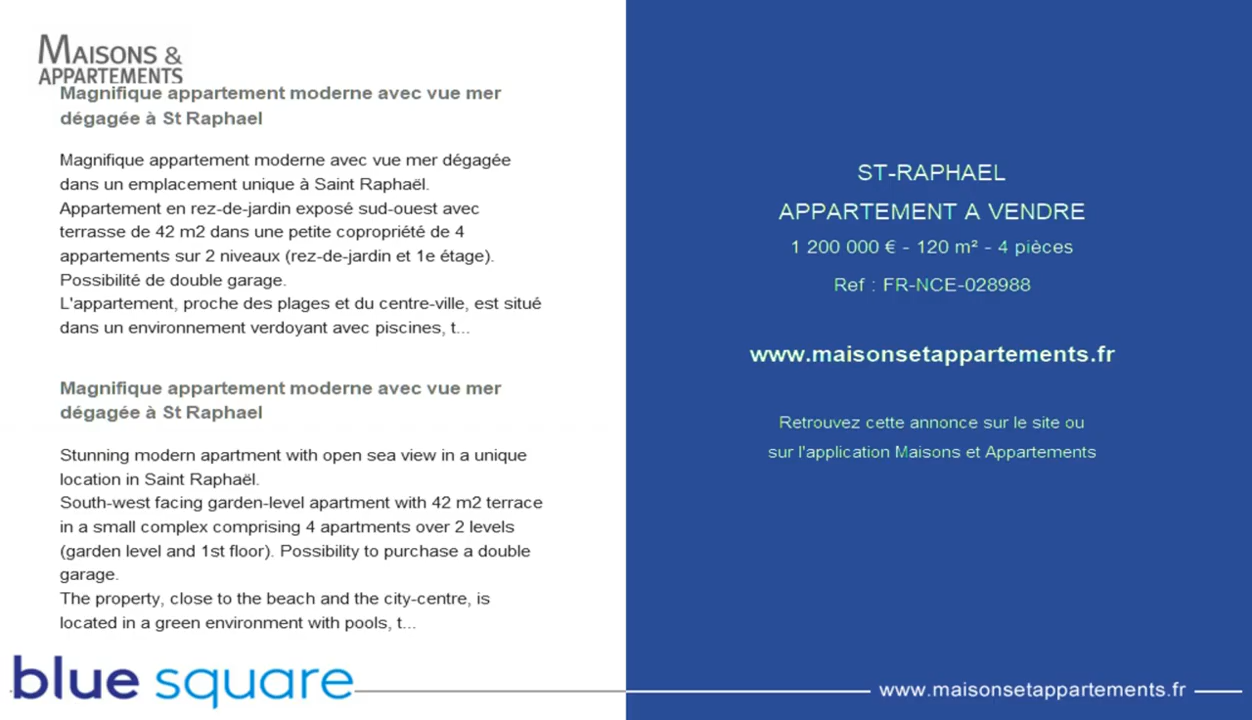 MAISONS &
APPARTEMENTS
Magnifique appartement moderne avec vue mer
dégagée à St Raphael
Magnifique appartement moderne avec vue mer dégagée
dans un emplacement unique à Saint Raphaël.
Appartement en rez-de-jardin exposé sud-ouest avec
terrasse de 42 m2 dans une petite copropriété de 4
appartements sur 2 niveaux (rez-de-jardin et 1e étage).
Possibilité de double garage.
L'appartement, proche des plages et du centre-ville, est situé
dans un environnement verdoyant avec piscines, t...
Magnifique appartement moderne avec vue mer
dégagée à St Raphael
Stunning modern apartment with open sea view in a unique
location in Saint Raphaël.
South-west facing garden-level apartment with 42 m2 terrace
in a small complex comprising 4 apartments over 2 levels
(garden level and 1st floor). Possibility to purchase a double
garage.
The property, close to the beach and the city-centre, is
located in a green environment with pools, t...
blue square
ST-RAPHAEL
APPARTEMENT A VENDRE
1 200 000 € - 120 m² - 4 pièces
Ref : FR-NCE-028988
www.maisonsetappartements.fr
Retrouvez cette annonce sur le site ou
sur l'application Maisons et Appartements
www.maisonsetappartements.fr